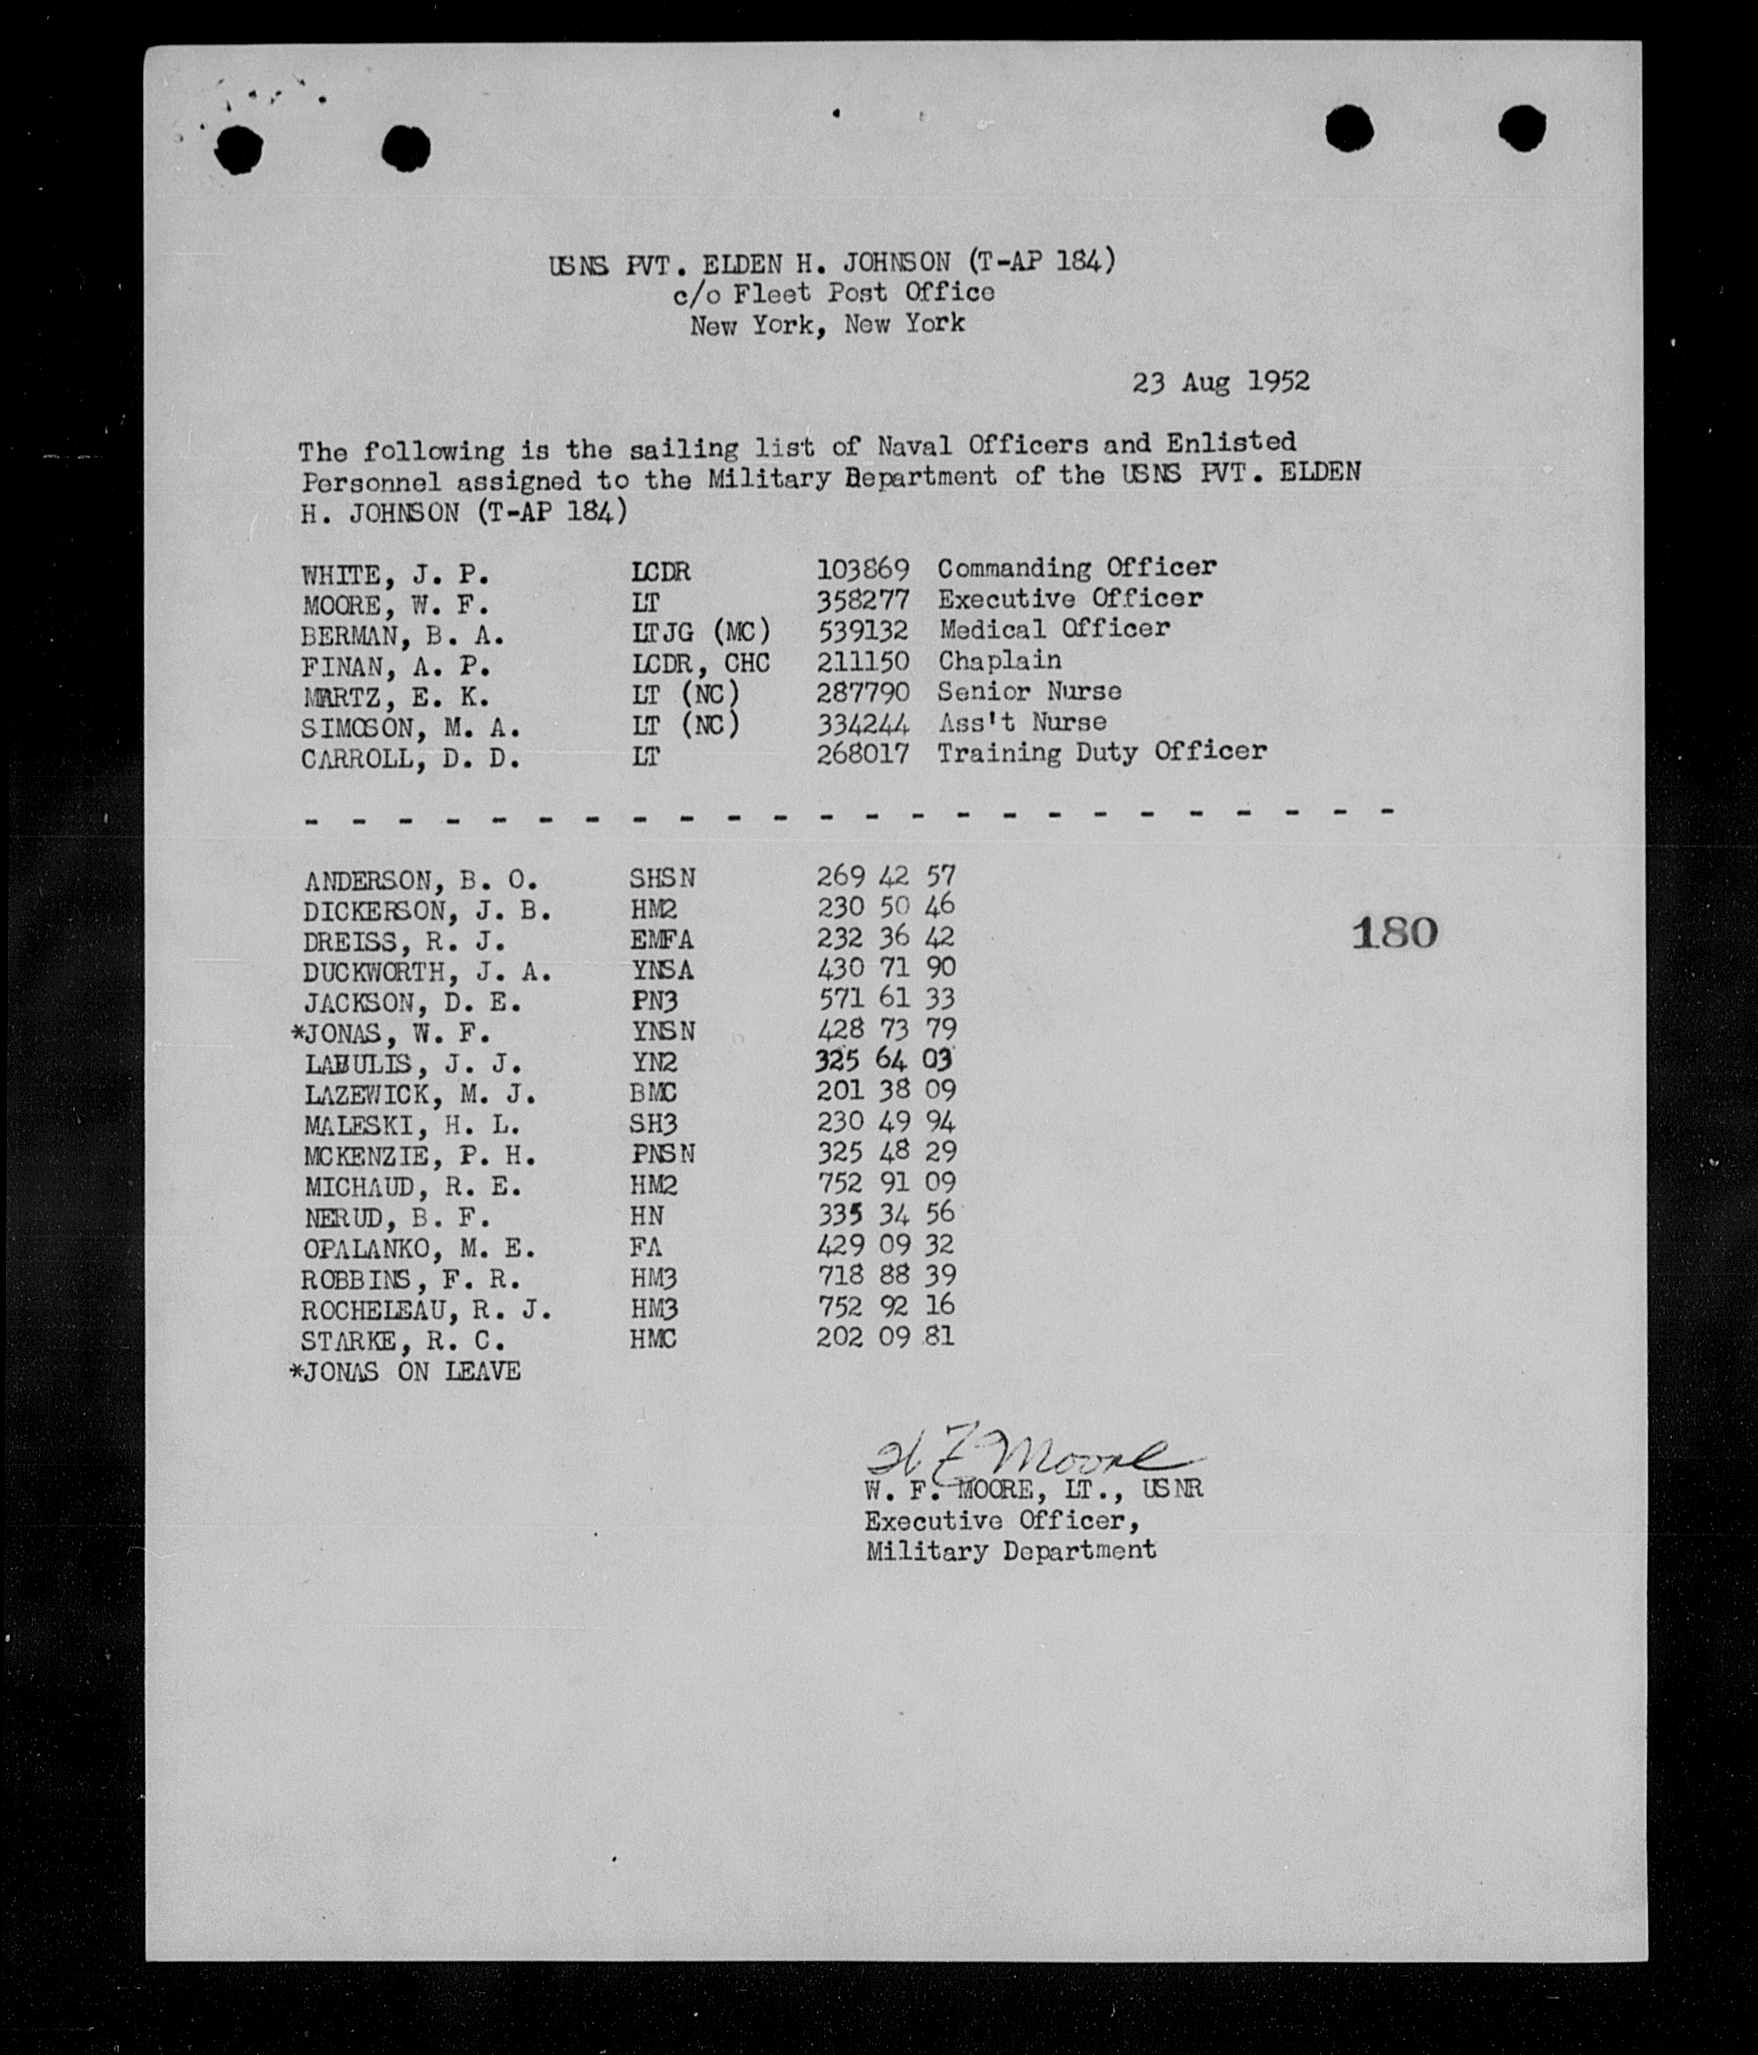 USNS PVT. ELDEN H. JOHNSON (T-AP 184)
c/o Fleet Post Office
New York, New York
23 Aug 1952
The following is the sailing list of Naval Officers and Enlisted
Personnel assigned to the Military Department of the USNS PVT. ELDEN
H. JOHNSON (T-AP 184)
WHITE, J. P. LCDR 103869 Commanding Officer
MOORE, W. F. LT 358277 Executive Officer
BERMAN, B. A. LTJG (MC) 539132 Medical Officer
FINAN, A. P. LCDR, CHC 211150 Chaplain
MARTZ, E. K. LT (NC) 287790 Senior Nurse
SIMOSON, M. A. LT (NC) 334244 Ass't Nurse
CARROLL, D. D. LT 268017 Training Duty Officer
- - - - - - - - - - - - - - - - - - - - - - - -
ANDERSON, B. O. SHSN 269 42 57
DICKERSON, J. B. HM2 230 50 46
DREISS, R. J. EMFA 232 36 42
180
DUCKWORTH, J. A. YNSA 430 71 90
JACKSON, D. E. PN3 571 61 33
*JONAS, W. F. YNSN 428 73 79
LABULIS, J. J. YN2 325 64 03
LAZEWICK, M. J. BMC 201 38 09
MALESKI, H. L. SH3 230 49 94
MCKENZIE, P. H. PNSN 325 48 29
MICHAUD, R. E. HM2 752 91 09
NERUD, B. F. HN 335 34 56
OPALANKO, M. E. FA 429 09 32
ROBBINS, F. R. HM3 718 88 39
ROCHELEAU, R. J. HM3 752 92 16
STARKE, R. C. HMC 202 09 81
*JONAS ON LEAVE
W F Moore
W. F. MOORE, LT., USNR
Executive Officer,
Military Department